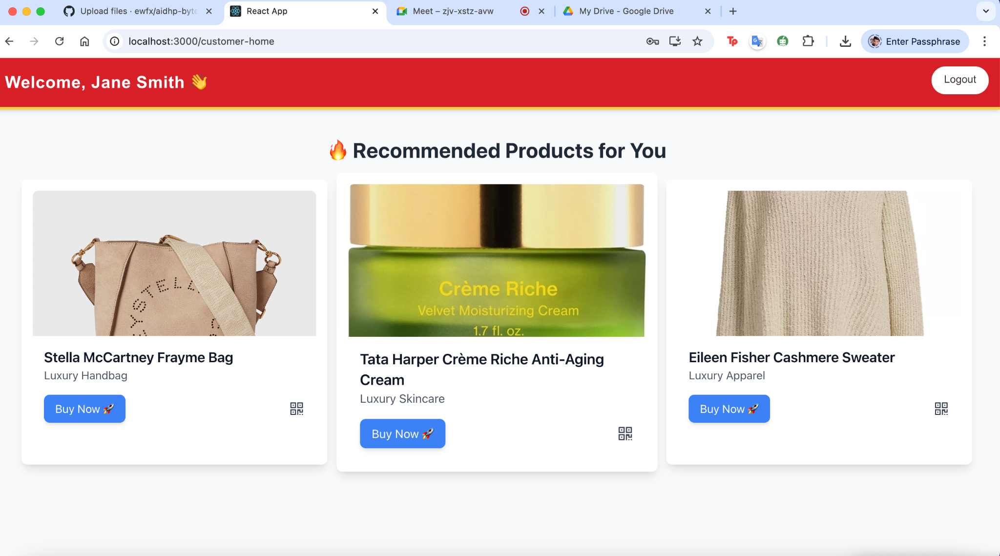 Upload files · ewfx/aidhp-byte
React App
Meet – zjv-xstz-avw
My Drive - Google Drive
localhost:3000/customer-home
Tp
Enter Passphrase
Welcome, Jane Smith 👋
Logout
🔥 Recommended Products for You
STELLA
Y
Crème Riche
Velvet Moisturizing Cream
1.7 fl. oz.
Stella McCartney Frayme Bag
Luxury Handbag
Buy Now 🚀
Tata Harper Crème Riche Anti-Aging
Cream
Luxury Skincare
Buy Now 🚀
Eileen Fisher Cashmere Sweater
Luxury Apparel
Buy Now 🚀